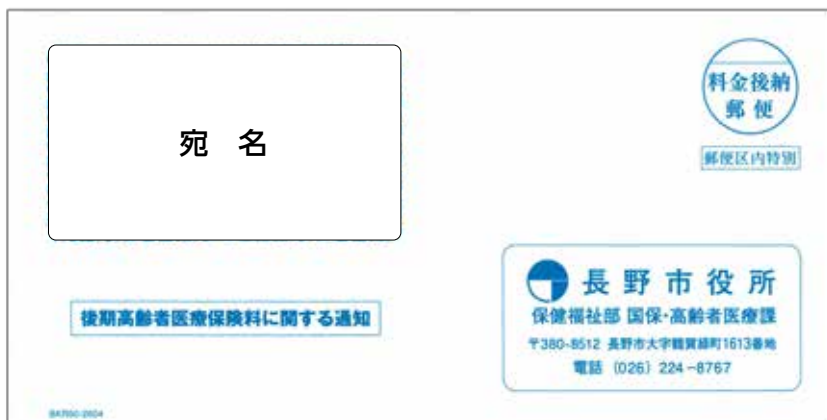 宛 名
料金後納
郵 便
郵便区内特別
長野市役所
保健福祉部 国保・高齢者医療課
〒380-8512 長野市大字鶴賀緑町1613番地
電話 (026) 224-8767
後期高齢者医療保険料に関する通知